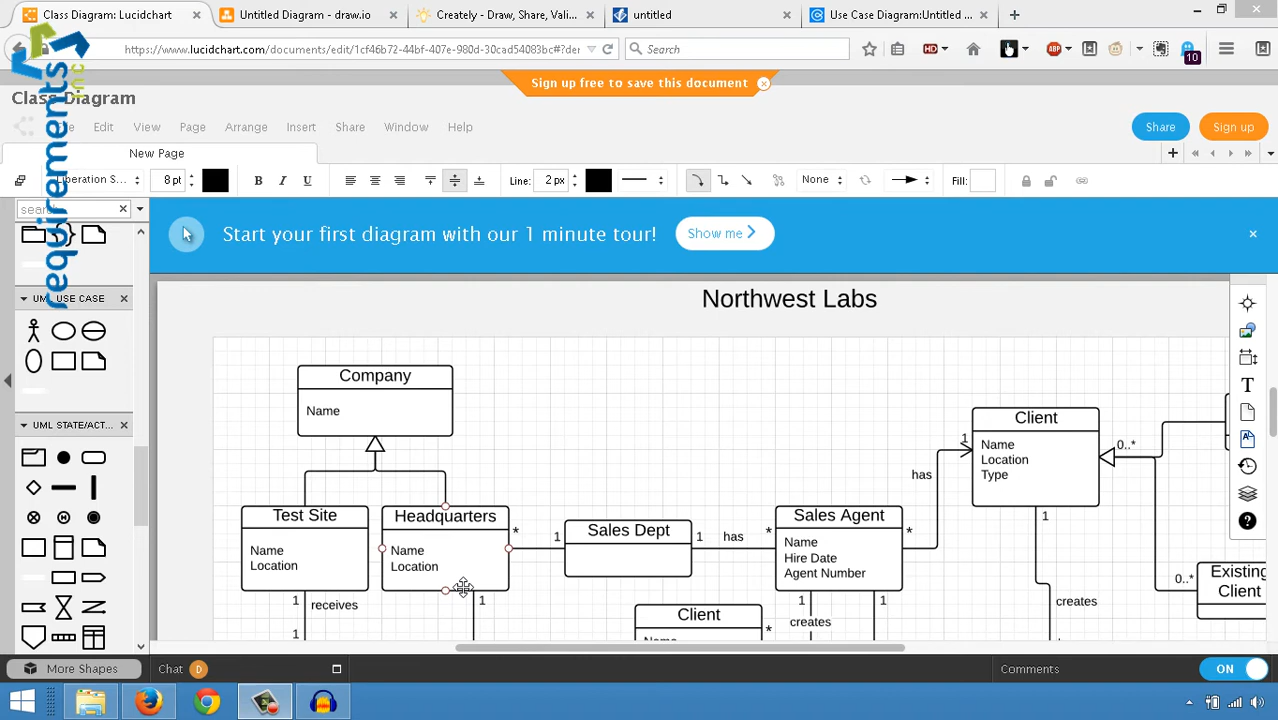 Class Diagram: Lucidchart
Untitled Diagram - draw.io
Creately - Draw, Share, Vali...
untitled
Use Case Diagram:Untitled ...
https://www.lucidchart.com/documents/edit/1cf46b72-44bf-407e-980d-30cad54083bc#?der
Search
HD
ABP
10
Sign up free to save this document
requirements inc
Class Diagram
Edit
View
Page
Arrange
Insert
Share
Window
Help
Share
Sign up
New Page
Liberation S...
8 pt
B
I
U
Line:
2 px
None
Fill:
Start your first diagram with our 1 minute tour!
Show me
UML USE CASE
UML STATE/ACT...
Northwest Labs
Company
Name
Client
Name
Location
Type
1
0..*
has
Test Site
Name
Location
Headquarters
Name
Location
*
1
Sales Dept
1
has
*
Sales Agent
Name
Hire Date
Agent Number
*
1
Existing
Client
0..*
1
receives
1
1
Client
*
1
creates
1
creates
More Shapes
Chat
D
Comments
ON